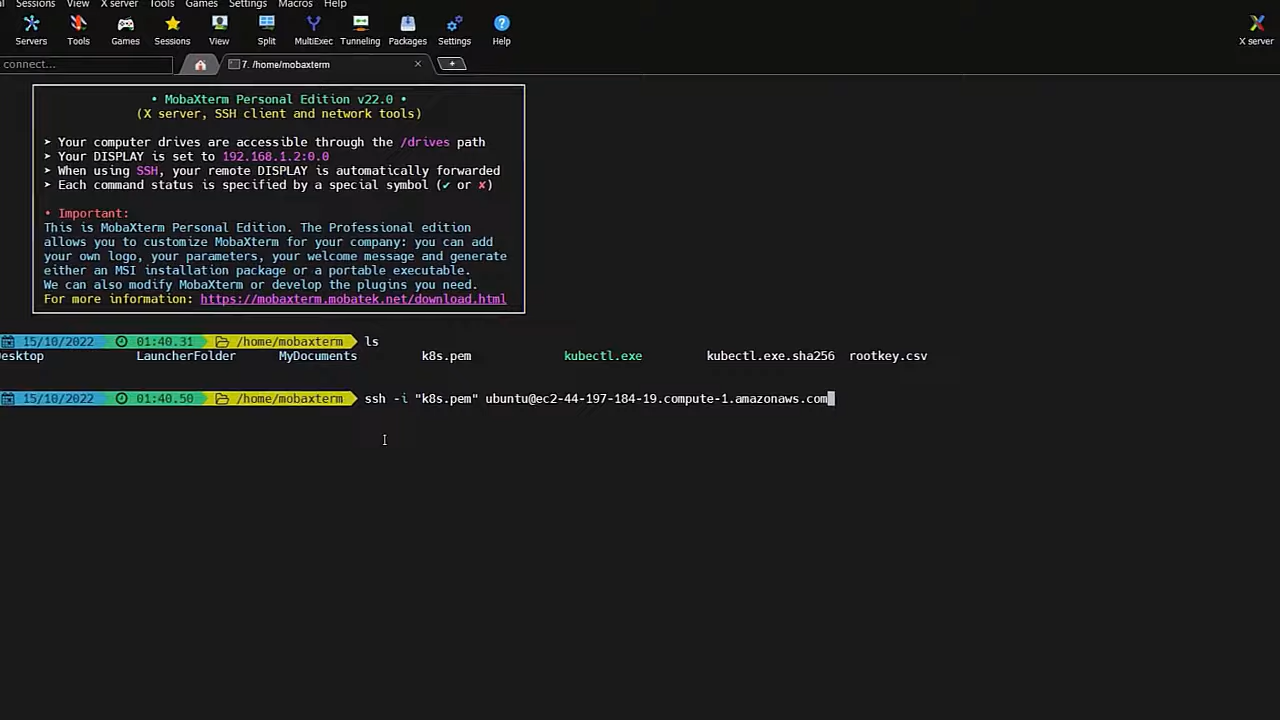 Sessions View X server Tools Games Settings Macros Help
Servers Tools Games Sessions View Split MultiExec Tunneling Packages Settings Help X server
connect... 7. /home/mobaxterm
• MobaXterm Personal Edition v22.0 •
(X server, SSH client and network tools)
➤ Your computer drives are accessible through the /drives path
➤ Your DISPLAY is set to 192.168.1.2:0.0
➤ When using SSH, your remote DISPLAY is automatically forwarded
➤ Each command status is specified by a special symbol (✔ or ✘)
• Important:
This is MobaXterm Personal Edition. The Professional edition
allows you to customize MobaXterm for your company: you can add
your own logo, your parameters, your welcome message and generate
either an MSI installation package or a portable executable.
We can also modify MobaXterm or develop the plugins you need.
For more information: https://mobaxterm.mobatek.net/download.html
15/10/2022 01:40.31 /home/mobaxterm ls
esktop LauncherFolder MyDocuments k8s.pem kubectl.exe kubectl.exe.sha256 rootkey.csv
15/10/2022 01:40.50 /home/mobaxterm ssh -i "k8s.pem" ubuntu@ec2-44-197-184-19.compute-1.amazonaws.com